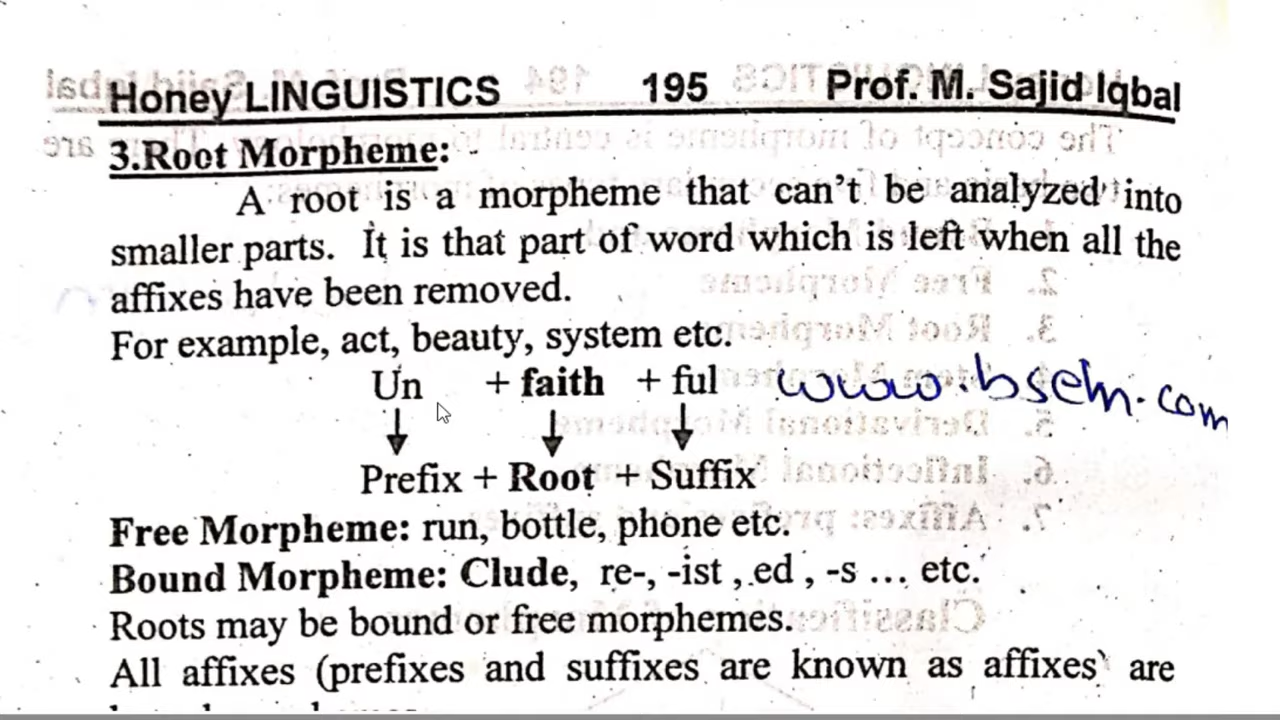 Honey LINGUISTICS 195 Prof. M. Sajid Iqbal
3.Root Morpheme:
A root is a morpheme that can't be analyzed into
smaller parts. It is that part of word which is left when all the
affixes have been removed.
For example, act, beauty, system etc.
Un + faith + ful www.bseln.com
Prefix + Root + Suffix
Free Morpheme: run, bottle, phone etc.
Bound Morpheme: Clude, re-, -ist , ed , -s ... etc.
Roots may be bound or free morphemes.
All affixes (prefixes and suffixes are known as affixes` are